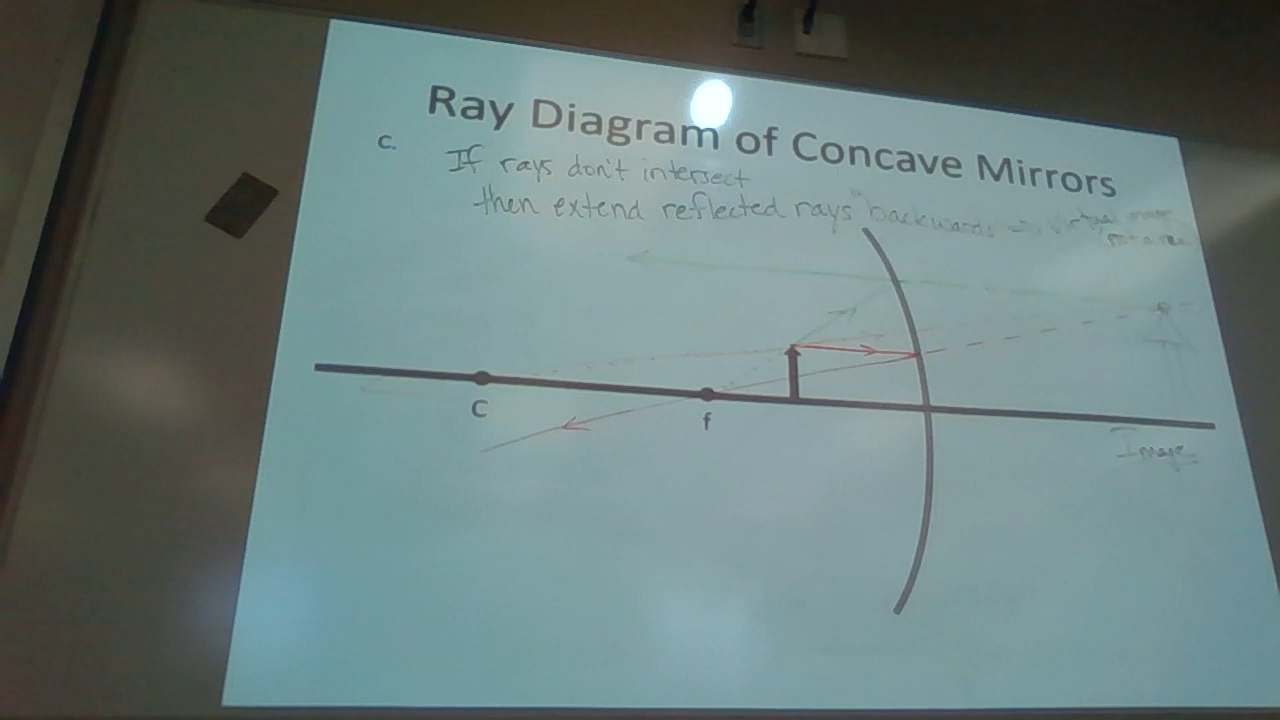 Ray Diagram of Concave Mirrors
c.
If rays don't intersect
then extend reflected rays backwards
C
f
Image